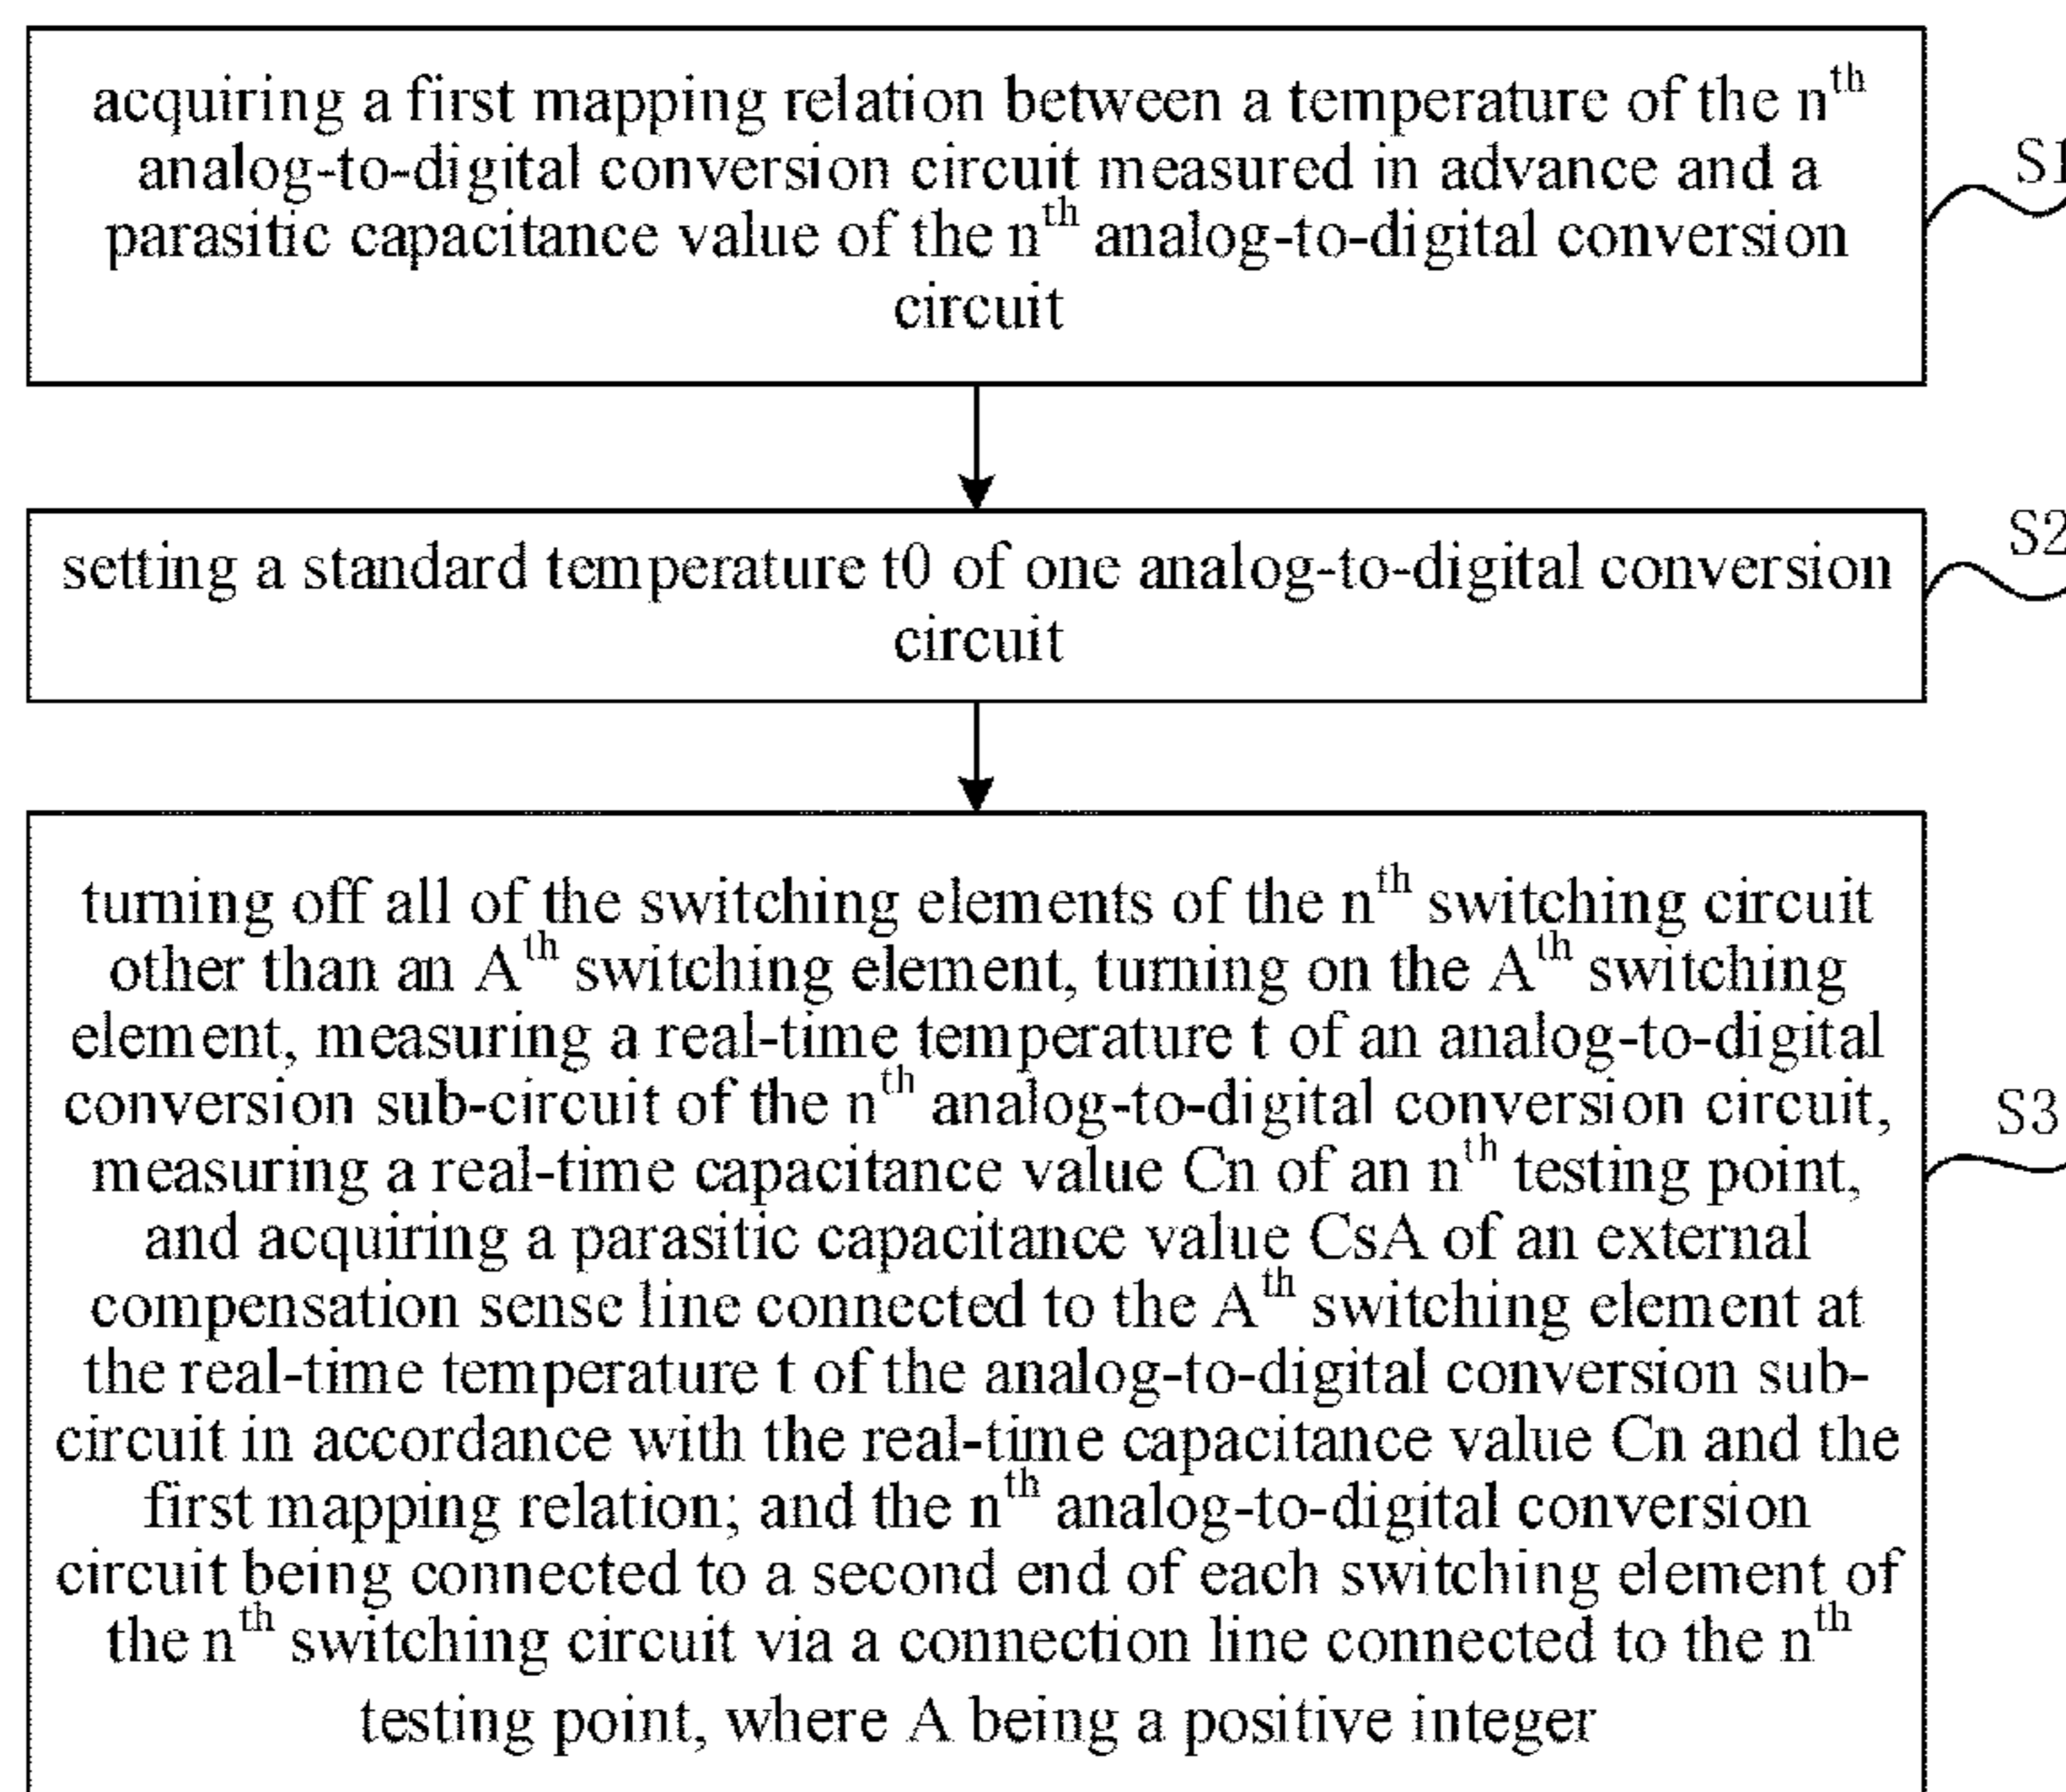 acquiring a first mapping relation between a temperature of the nth
analog-to-digital conversion circuit measured in advance and a
parasitic capacitance value of the nth analog-to-digital conversion
circuit
S1
setting a standard temperature t0 of one analog-to-digital conversion
circuit
S2
turning off all of the switching elements of the nth switching circuit
other than an Ath switching element, turning on the Ath switching
element, measuring a real-time temperature t of an analog-to-digital
conversion sub-circuit of the nth analog-to-digital conversion circuit,
measuring a real-time capacitance value Cn of an nth testing point,
and acquiring a parasitic capacitance value CsA of an external
compensation sense line connected to the Ath switching element at
the real-time temperature t of the analog-to-digital conversion sub-
circuit in accordance with the real-time capacitance value Cn and the
first mapping relation; and the nth analog-to-digital conversion
circuit being connected to a second end of each switching element of
the nth switching circuit via a connection line connected to the nth
testing point, where A being a positive integer
S3